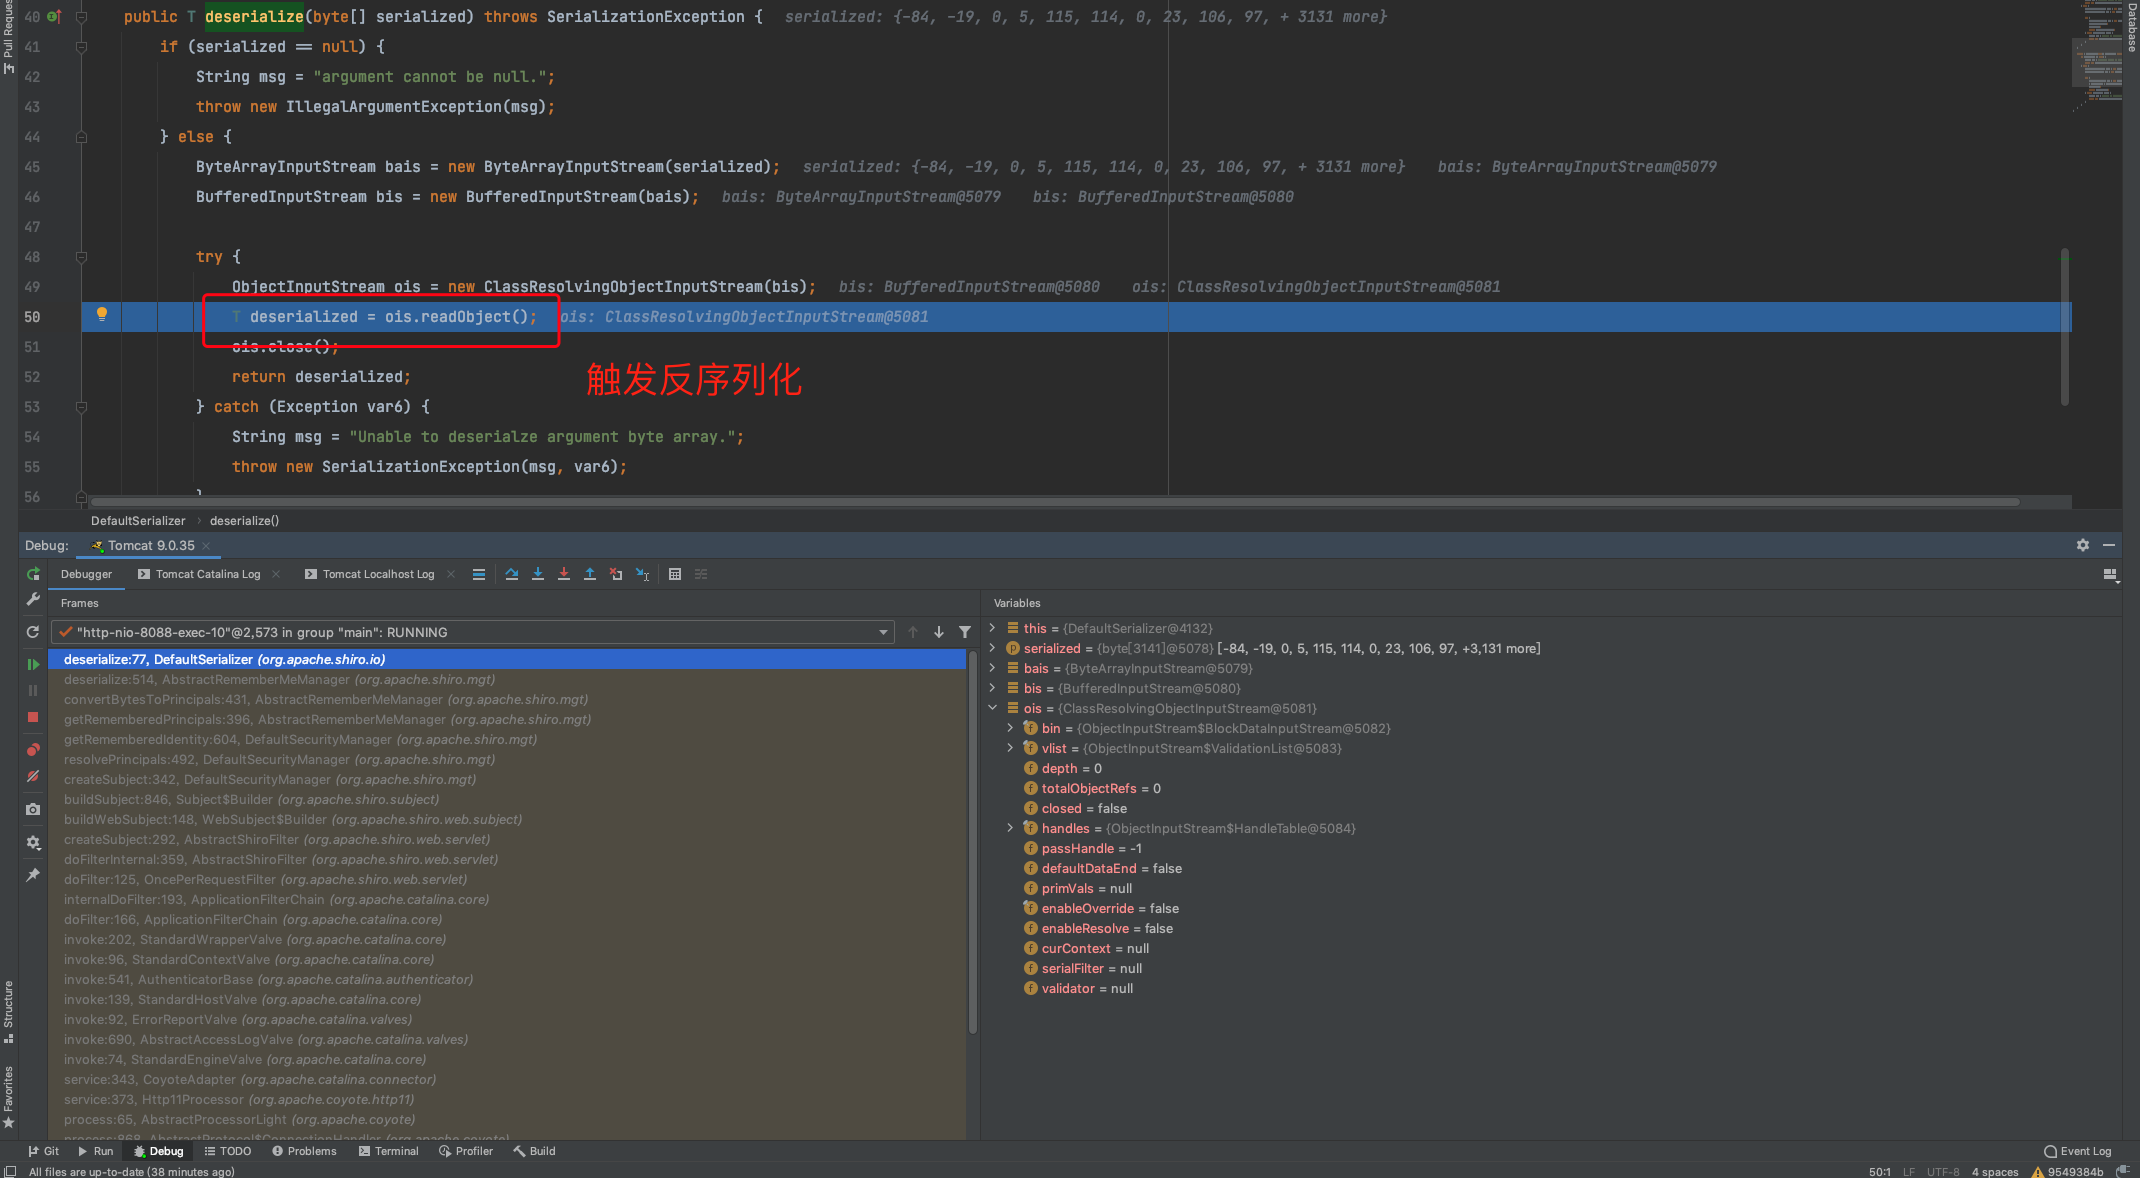 40 public T deserialize(byte[] serialized) throws SerializationException {   serialized: {-84, -19, 0, 5, 115, 114, 0, 23, 106, 97, + 3131 more}
41 if (serialized == null) {
42 String msg = "argument cannot be null.";
43 throw new IllegalArgumentException(msg);
44 } else {
45 ByteArrayInputStream bais = new ByteArrayInputStream(serialized);   serialized: {-84, -19, 0, 5, 115, 114, 0, 23, 106, 97, + 3131 more}   bais: ByteArrayInputStream@5079
46 BufferedInputStream bis = new BufferedInputStream(bais);   bais: ByteArrayInputStream@5079   bis: BufferedInputStream@5080
47
48 try {
49 ObjectInputStream ois = new ClassResolvingObjectInputStream(bis);   bis: BufferedInputStream@5080   ois: ClassResolvingObjectInputStream@5081
50 T deserialized = ois.readObject();   ois: ClassResolvingObjectInputStream@5081
51 ois.close();
触发反序列化
52 return deserialized;
53 } catch (Exception var6) {
54 String msg = "Unable to deserialze argument byte array.";
55 throw new SerializationException(msg, var6);
56 }
Database
DefaultSerializer › deserialize()
Debug: Tomcat 9.0.35
Debugger Tomcat Catalina Log Tomcat Localhost Log
Frames
"http-nio-8088-exec-10"@2,573 in group "main": RUNNING
deserialize:77, DefaultSerializer (org.apache.shiro.io)
deserialize:514, AbstractRememberMeManager (org.apache.shiro.mgt)
convertBytesToPrincipals:431, AbstractRememberMeManager (org.apache.shiro.mgt)
getRememberedPrincipals:396, AbstractRememberMeManager (org.apache.shiro.mgt)
getRememberedIdentity:604, DefaultSecurityManager (org.apache.shiro.mgt)
resolvePrincipals:492, DefaultSecurityManager (org.apache.shiro.mgt)
createSubject:342, DefaultSecurityManager (org.apache.shiro.mgt)
buildSubject:846, Subject$Builder (org.apache.shiro.subject)
buildWebSubject:148, WebSubject$Builder (org.apache.shiro.web.subject)
createSubject:292, AbstractShiroFilter (org.apache.shiro.web.servlet)
doFilterInternal:359, AbstractShiroFilter (org.apache.shiro.web.servlet)
doFilter:125, OncePerRequestFilter (org.apache.shiro.web.servlet)
internalDoFilter:193, ApplicationFilterChain (org.apache.catalina.core)
doFilter:166, ApplicationFilterChain (org.apache.catalina.core)
invoke:202, StandardWrapperValve (org.apache.catalina.core)
invoke:96, StandardContextValve (org.apache.catalina.core)
invoke:541, AuthenticatorBase (org.apache.catalina.authenticator)
invoke:139, StandardHostValve (org.apache.catalina.core)
invoke:92, ErrorReportValve (org.apache.catalina.valves)
invoke:690, AbstractAccessLogValve (org.apache.catalina.valves)
invoke:74, StandardEngineValve (org.apache.catalina.core)
service:343, CoyoteAdapter (org.apache.catalina.connector)
service:373, Http11Processor (org.apache.coyote.http11)
process:65, AbstractProcessorLight (org.apache.coyote)
process:868, AbstractProtocol$ConnectionHandler (org.apache.coyote)
Variables
this = {DefaultSerializer@4132}
serialized = {byte[3141]@5078} [-84, -19, 0, 5, 115, 114, 0, 23, 106, 97, +3,131 more]
bais = {ByteArrayInputStream@5079}
bis = {BufferedInputStream@5080}
ois = {ClassResolvingObjectInputStream@5081}
bin = {ObjectInputStream$BlockDataInputStream@5082}
vlist = {ObjectInputStream$ValidationList@5083}
depth = 0
totalObjectRefs = 0
closed = false
handles = {ObjectInputStream$HandleTable@5084}
passHandle = -1
defaultDataEnd = false
primVals = null
enableOverride = false
enableResolve = false
curContext = null
serialFilter = null
validator = null
Structure
Favorites
Git Run Debug TODO Problems Terminal Profiler Build Event Log
All files are up-to-date (38 minutes ago) 50:1 LF UTF-8 4 spaces 9549384b